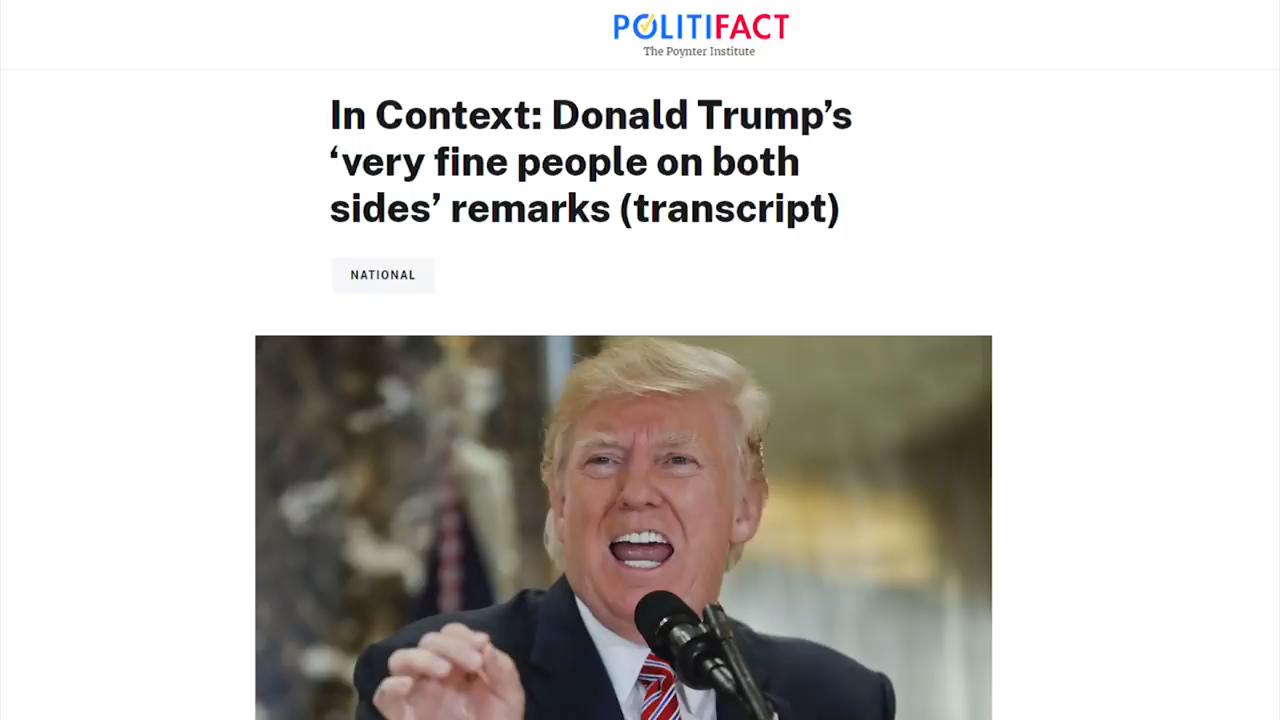 POLITIFACT
The Poynter Institute
In Context: Donald Trump’s
‘very fine people on both
sides’ remarks (transcript)
NATIONAL